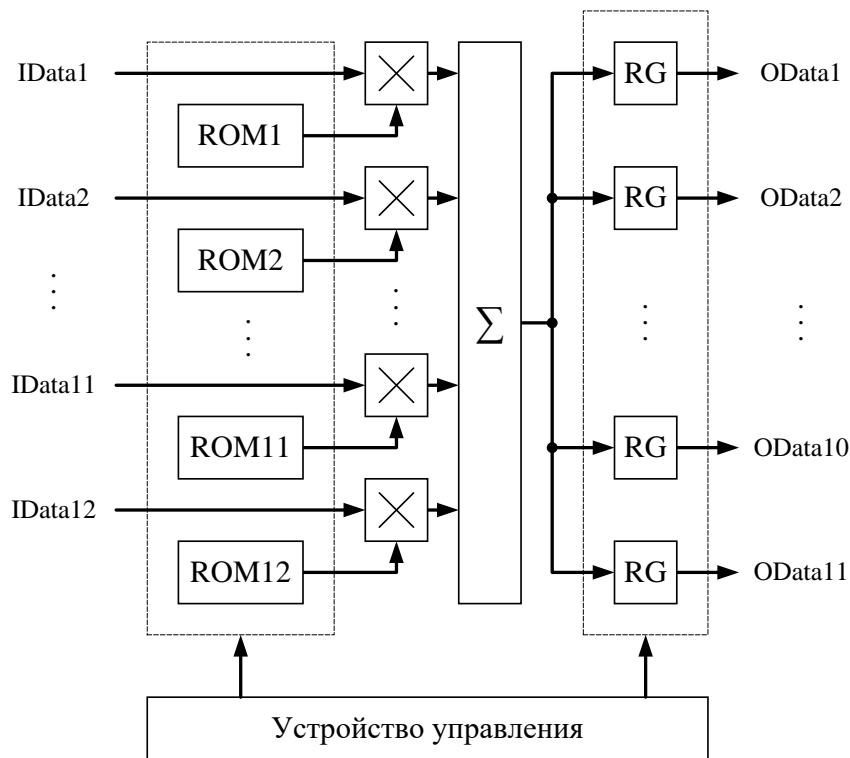 IData1
RG
OData1
ROM1
IData2
RG
OData2
ROM2
∑
IData11
ROM11
RG
OData10
IData12
ROM12
RG
OData11
Устройство управления